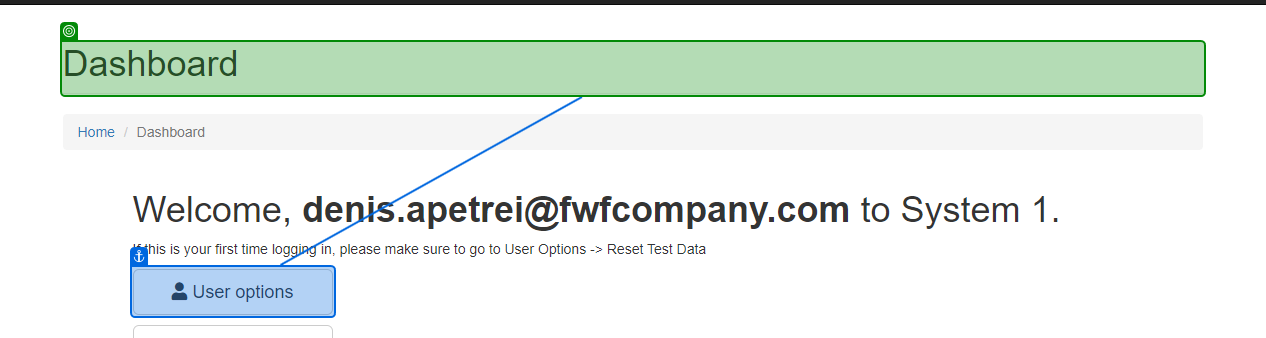 Dashboard
Home / Dashboard
Welcome, denis.apetrei@fwfcompany.com to System 1.
If this is your first time logging in, please make sure to go to User Options -> Reset Test Data
User options